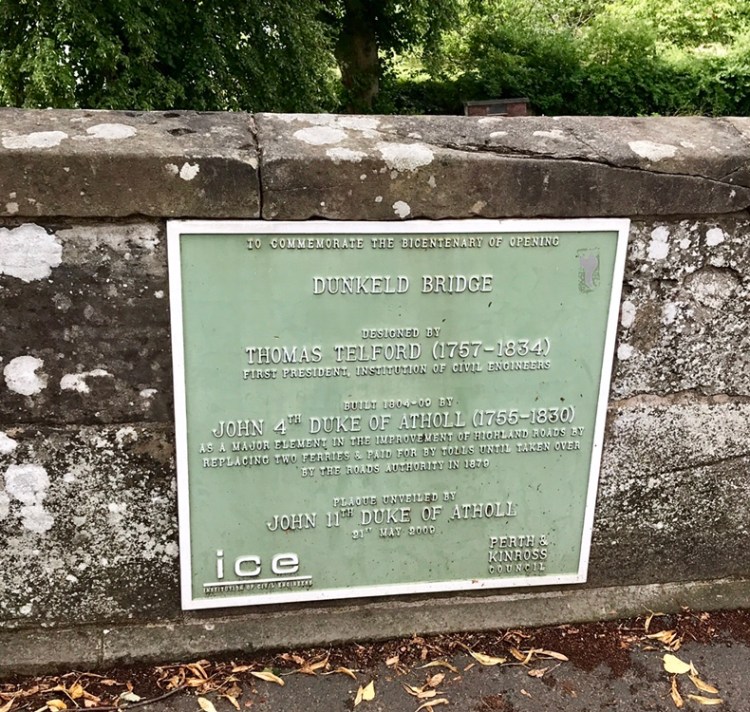 TO COMMEMORATE THE BICENTENARY OF OPENING
DUNKELD BRIDGE
DESIGNED BY
THOMAS TELFORD (1757-1834)
FIRST PRESIDENT, INSTITUTION OF CIVIL ENGINEERS
BUILT 1804-09 BY
JOHN 4TH DUKE OF ATHOLL (1755-1830)
AS A MAJOR ELEMENT IN THE IMPROVEMENT OF HIGHLAND ROADS BY
REPLACING TWO FERRIES & PAID FOR BY TOLLS UNTIL TAKEN OVER
BY THE ROADS AUTHORITY IN 1879
PLAQUE UNVEILED BY
JOHN 11TH DUKE OF ATHOLL
21ST MAY 2009
ice
INSTITUTION OF CIVIL ENGINEERS
PERTH &
KINROSS
COUNCIL